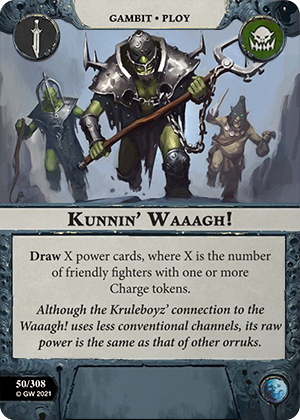 GAMBIT • PLOY
KUNNIN' WAAAGH!
Draw X power cards, where X is the number
of friendly fighters with one or more
Charge tokens.
Although the Kruleboyz' connection to the
Waaagh! uses less conventional channels, its raw
power is the same as that of other orruks.
50/308
© GW 2021